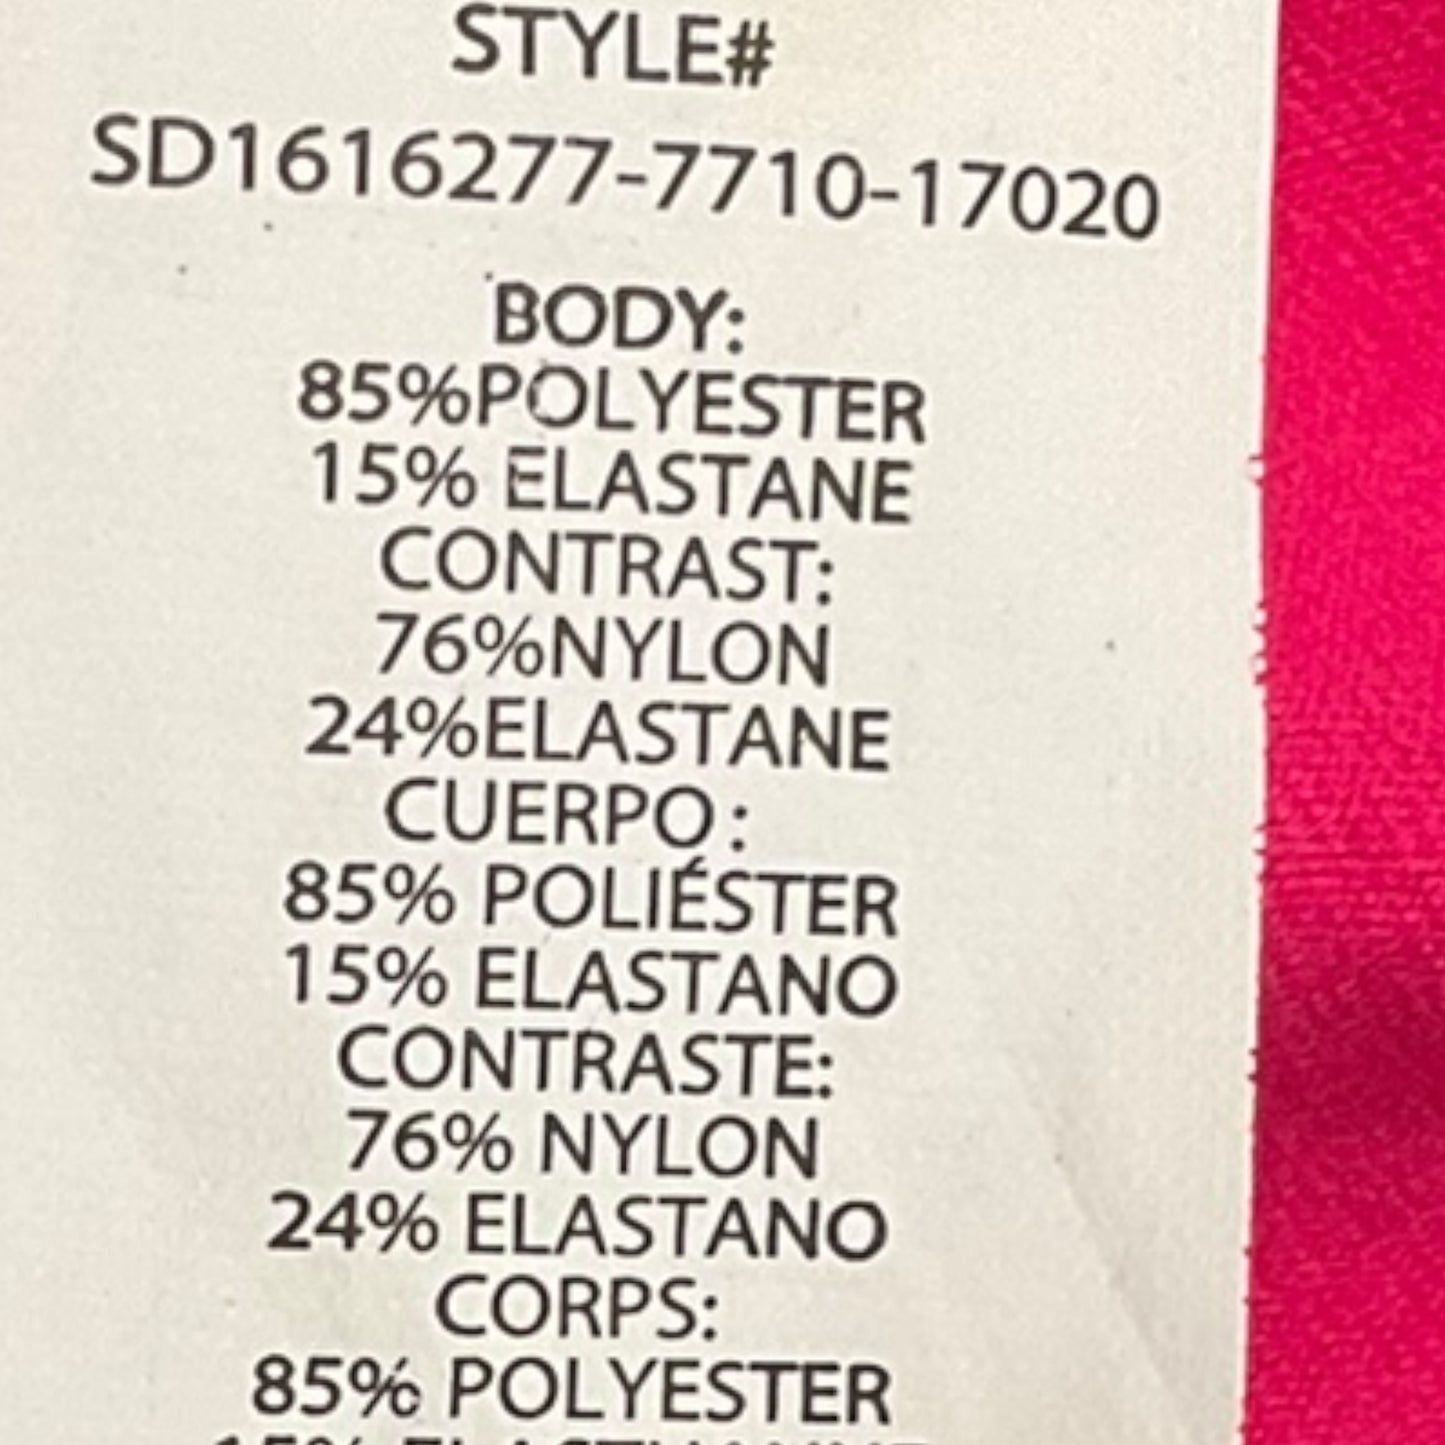 STYLE#
SD1616277-7710-17020
BODY:
85%POLYESTER
15% ELASTANE
CONTRAST:
76%NYLON
24%ELASTANE
CUERPO :
85% POLIÉSTER
15% ELASTANO
CONTRASTE:
76% NYLON
24% ELASTANO
CORPS:
85% POLYESTER